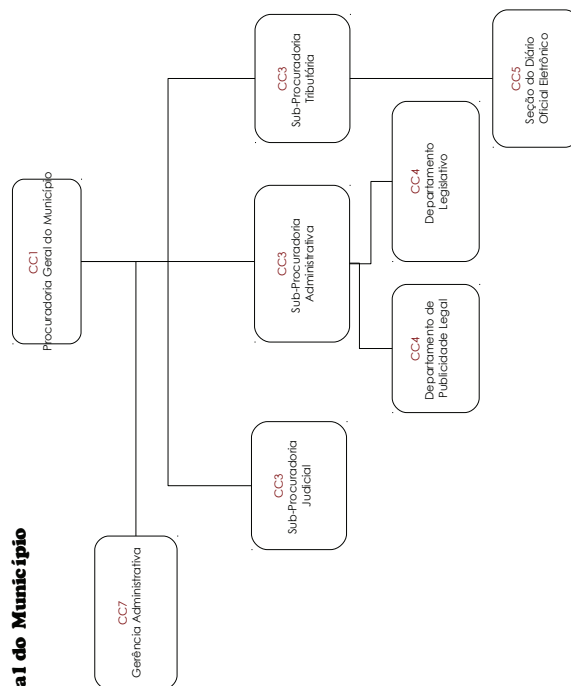 al do Município
CC1
Procuradoria Geral do Município
CC7
Gerência Administrativa
CC3
Sub-Procuradoria
Judicial
CC3
Sub-Procuradoria
Administrativa
CC3
Sub-Procuradoria
Tributária
CC4
Departamento de
Publicidade Legal
CC4
Departamento
Legislativo
CC5
Seção do Diário
Oficial Eletrônico